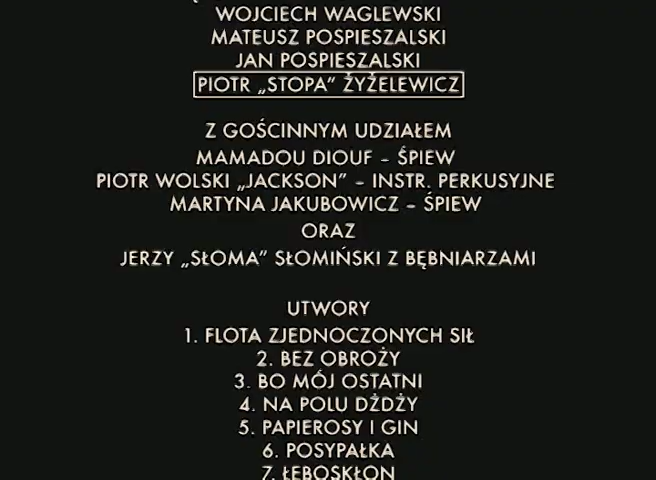 WOJCIECH WAGLEWSKI
MATEUSZ POSPIESZALSKI
JAN POSPIESZALSKI
PIOTR „STOPA” ŻYŻELEWICZ
Z GOŚCINNYM UDZIAŁEM
MAMADOU DIOUF – ŚPIEW
PIOTR WOLSKI „JACKSON” – INSTR. PERKUSYJNE
MARTYNA JAKUBOWICZ – ŚPIEW
ORAZ
JERZY „SŁOMA” SŁOMIŃSKI Z BĘBNIARZAMI
UTWORY
1. FLOTA ZJEDNOCZONYCH SIŁ
2. BEZ OBROŻY
3. BO MÓJ OSTATNI
4. NA POLU DŻDŻY
5. PAPIEROSY I GIN
6. POSYPAŁKA
7. ŁEBOSKŁON